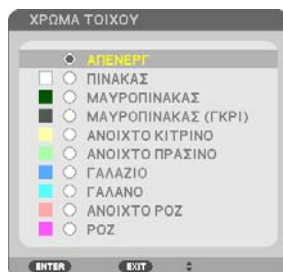 ΧΡΩΜΑ ΤΟΙΧΟΥ
ΑΠΕΝΕΡΓ
ΠΙΝΑΚΑΣ
ΜΑΥΡΟΠΙΝΑΚΑΣ
ΜΑΥΡΟΠΙΝΑΚΑΣ (ΓΚΡΙ)
ΑΝΟΙΧΤΟ ΚΙΤΡΙΝΟ
ΑΝΟΙΧΤΟ ΠΡΑΣΙΝΟ
ΓΑΛΑΖΙΟ
ΓΑΛΑΝΟ
ΑΝΟΙΧΤΟ ΡΟΖ
ΡΟΖ
ENTER EXIT